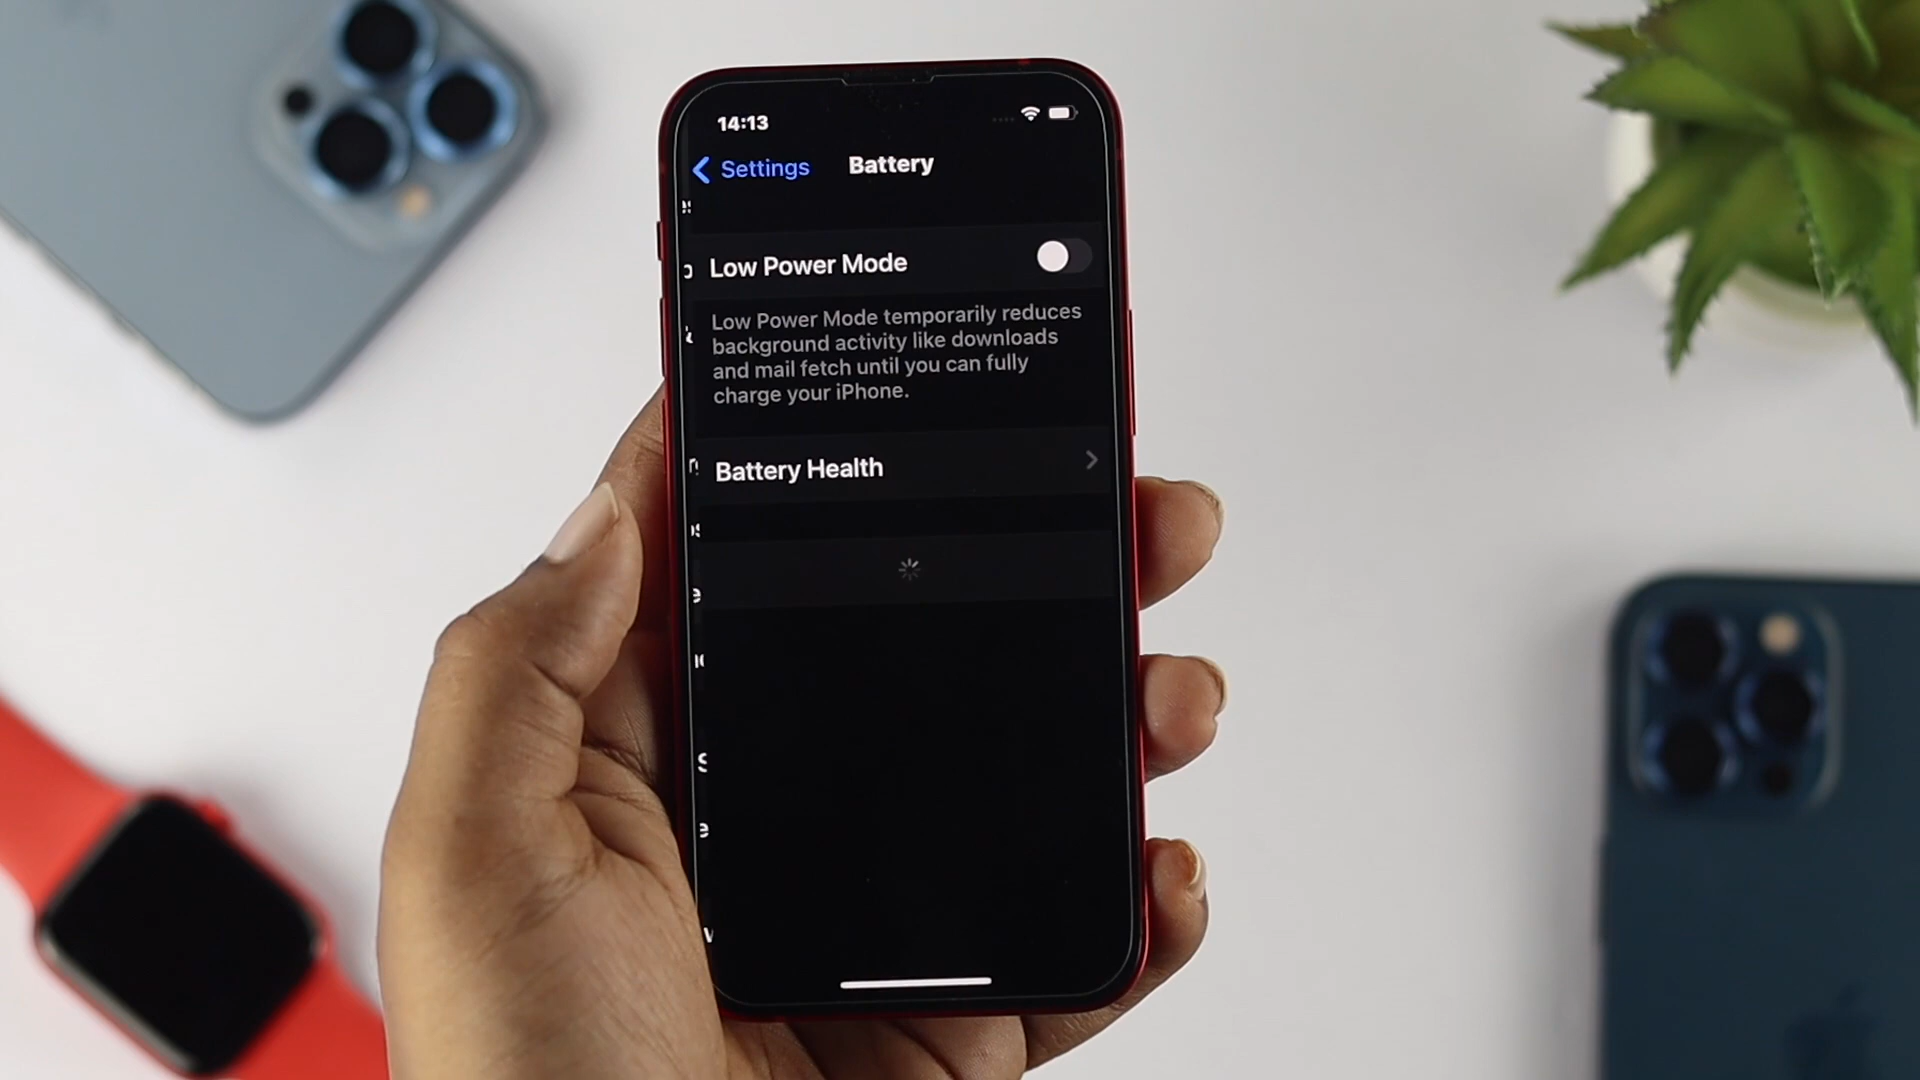 14:13
Settings
Battery
Low Power Mode
Low Power Mode temporarily reduces
background activity like downloads
and mail fetch until you can fully
charge your iPhone.
Battery Health